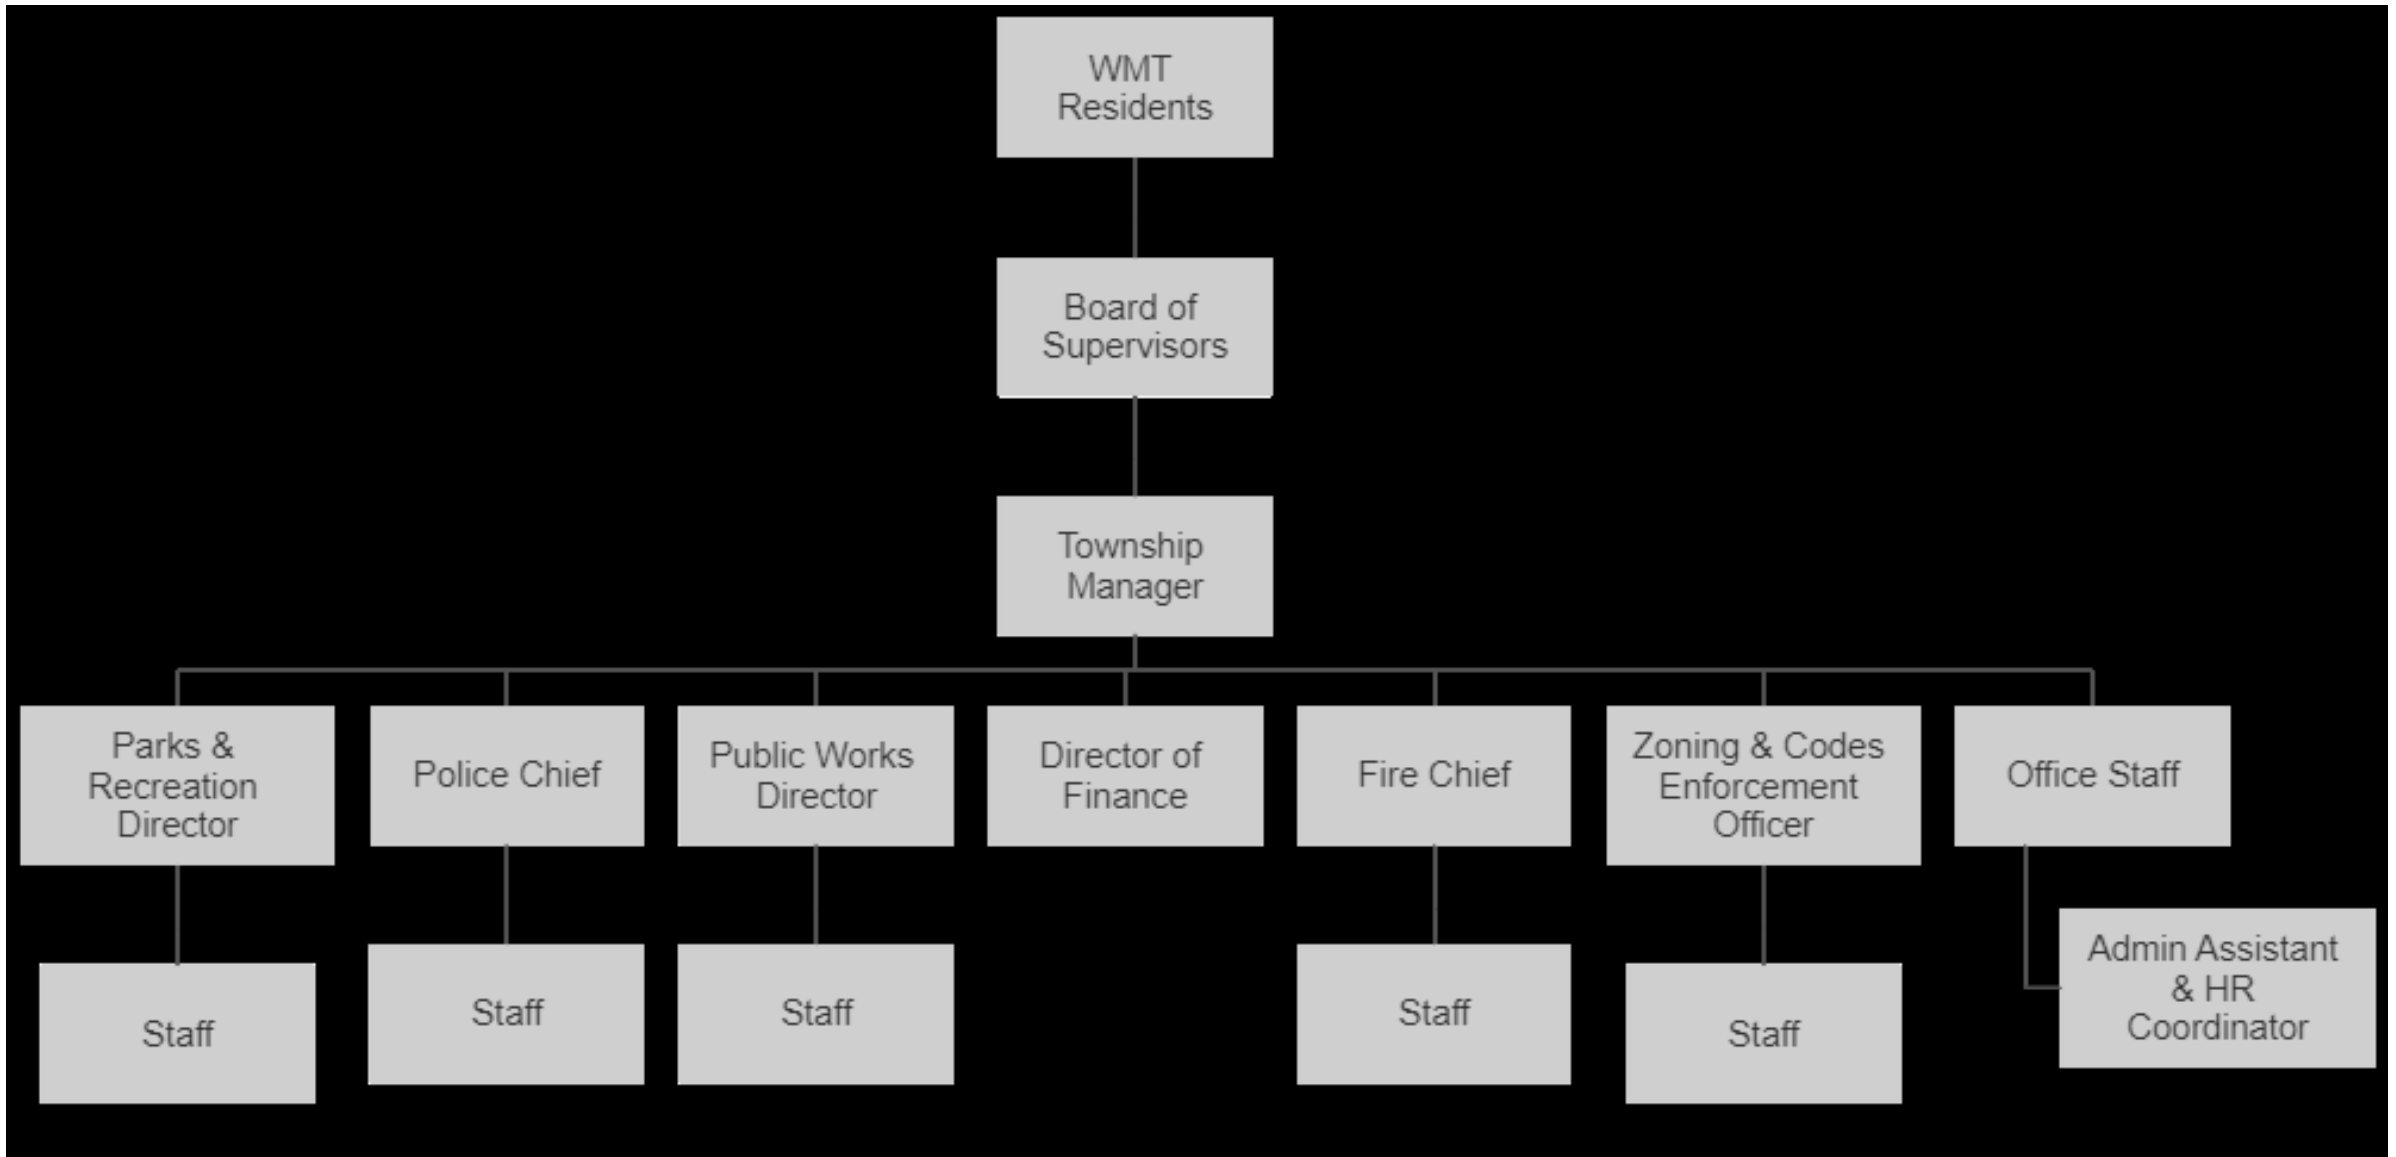 WMT
Residents
Board of
Supervisors
Township
Manager
Parks &
Recreation
Director
Police Chief
Public Works
Director
Director of
Finance
Fire Chief
Zoning & Codes
Enforcement
Officer
Office Staff
Staff
Staff
Staff
Staff
Staff
Admin Assistant
& HR
Coordinator